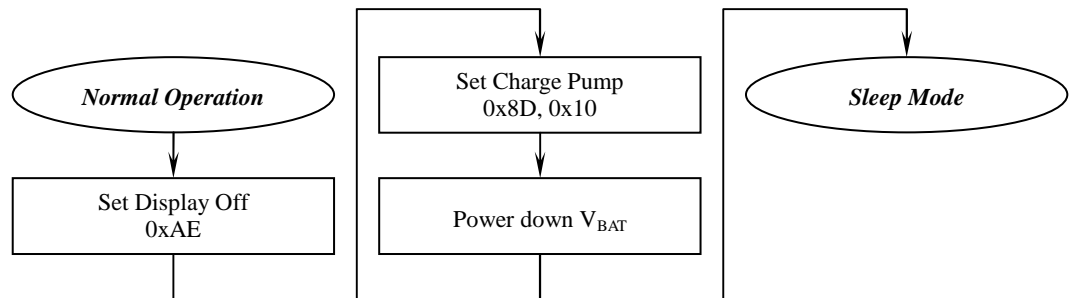 Normal Operation
Set Display Off
0xAE
Set Charge Pump
0x8D, 0x10
Power down VBAT
Sleep Mode